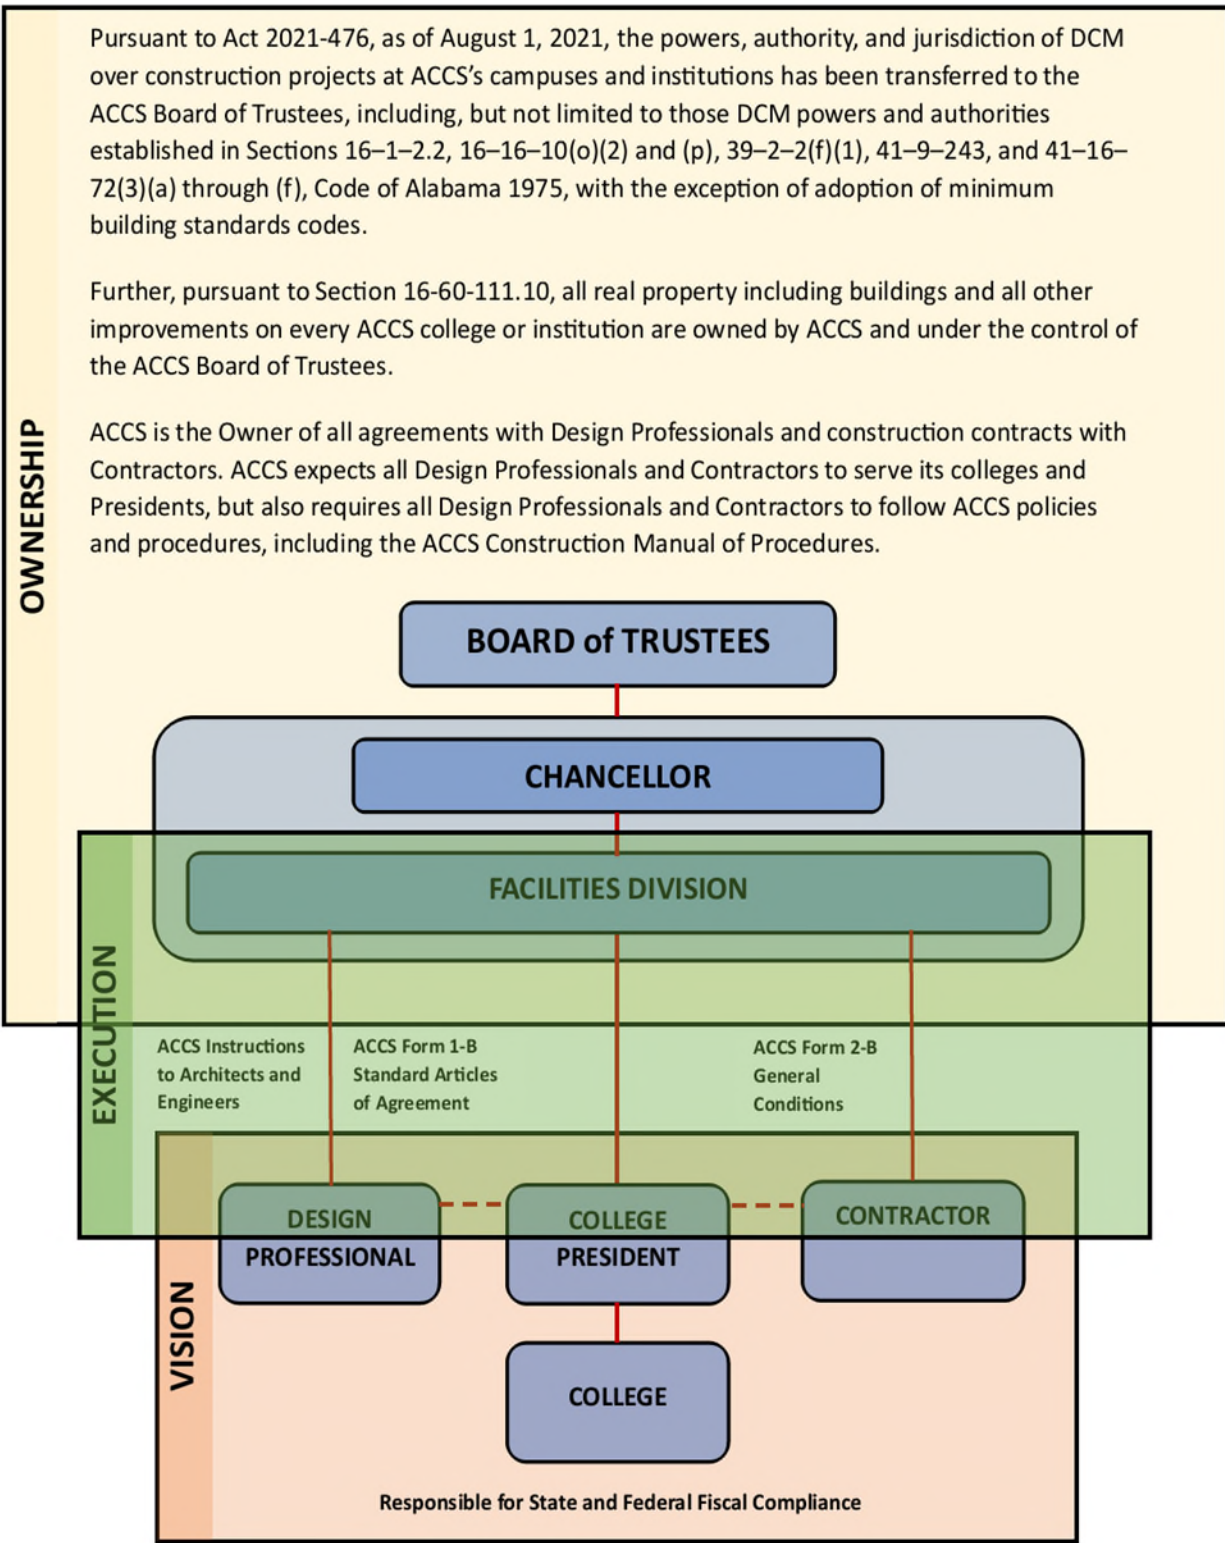 Pursuant to Act 2021-476, as of August 1, 2021, the powers, authority, and jurisdiction of DCM
over construction projects at ACCS's campuses and institutions has been transferred to the
ACCS Board of Trustees, including, but not limited to those DCM powers and authorities
established in Sections 16–1–2.2, 16–16–10(o)(2) and (p), 39–2–2(f)(1), 41–9–243, and 41–16–
72(3)(a) through (f), Code of Alabama 1975, with the exception of adoption of minimum
building standards codes.
Further, pursuant to Section 16-60-111.10, all real property including buildings and all other
improvements on every ACCS college or institution are owned by ACCS and under the control of
the ACCS Board of Trustees.
ACCS is the Owner of all agreements with Design Professionals and construction contracts with
Contractors. ACCS expects all Design Professionals and Contractors to serve its colleges and
Presidents, but also requires all Design Professionals and Contractors to follow ACCS policies
and procedures, including the ACCS Construction Manual of Procedures.
OWNERSHIP
BOARD of TRUSTEES
CHANCELLOR
FACILITIES DIVISION
EXECUTION
ACCS Instructions
to Architects and
Engineers
ACCS Form 1-B
Standard Articles
of Agreement
ACCS Form 2-B
General
Conditions
DESIGN
PROFESSIONAL
COLLEGE
PRESIDENT
CONTRACTOR
VISION
COLLEGE
Responsible for State and Federal Fiscal Compliance